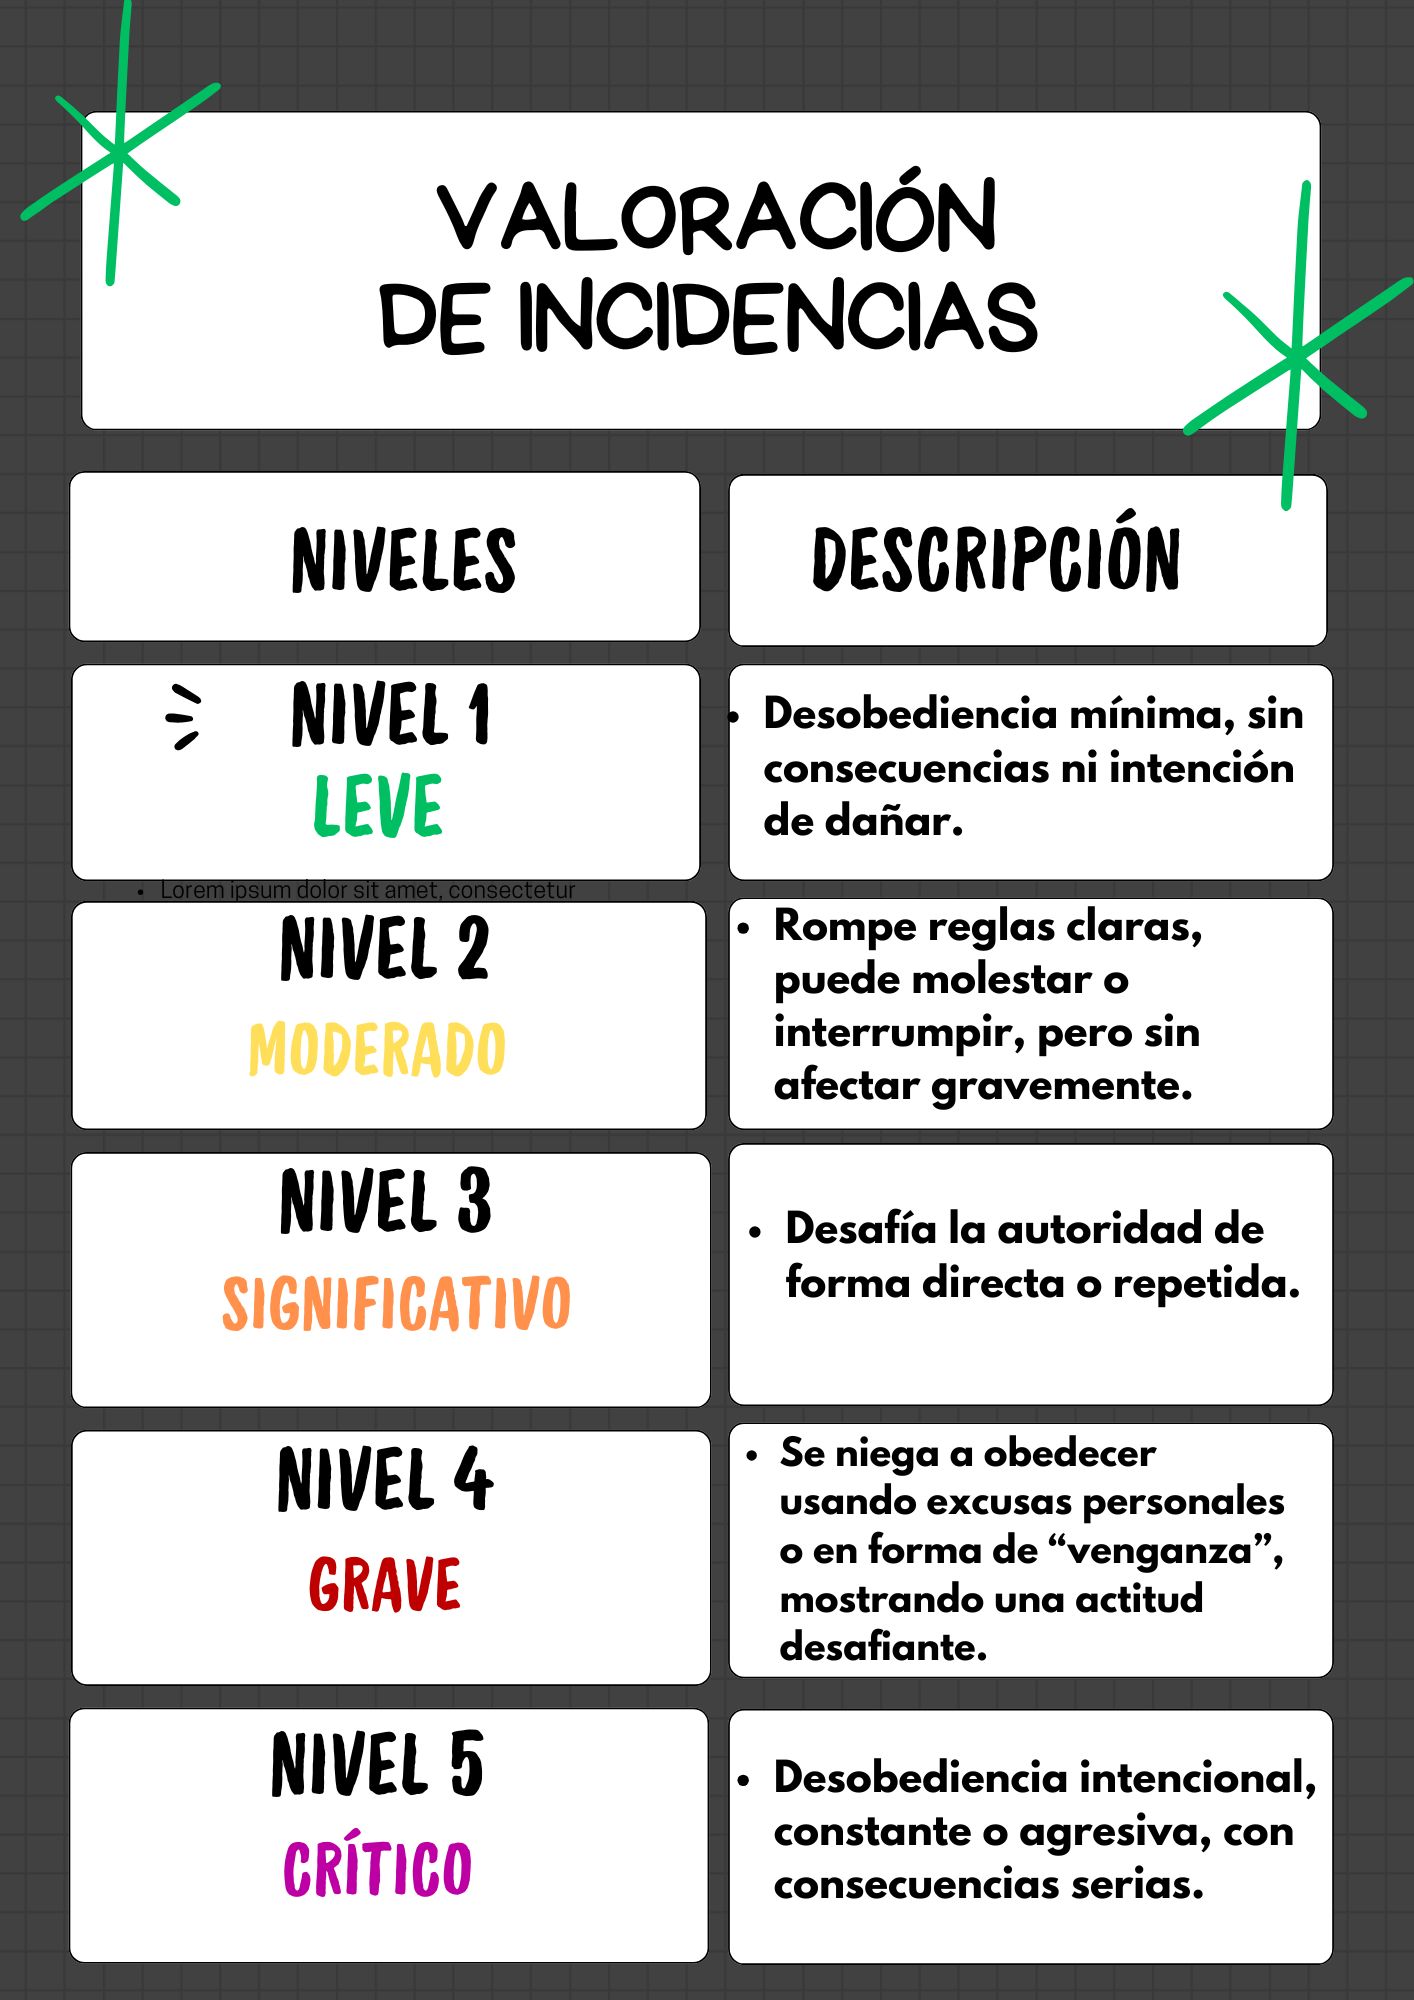 VALORACIÓN
DE INCIDENCIAS
NIVELES
DESCRIPCIÓN
NIVEL 1
LEVE
• Desobediencia mínima, sin
consecuencias ni intención
de dañar.
• Lorem ipsum dolor sit amet, consectetur
NIVEL 2
MODERADO
• Rompe reglas claras,
puede molestar o
interrumpir, pero sin
afectar gravemente.
NIVEL 3
SIGNIFICATIVO
• Desafía la autoridad de
forma directa o repetida.
NIVEL 4
GRAVE
• Se niega a obedecer
usando excusas personales
o en forma de “venganza”,
mostrando una actitud
desafiante.
NIVEL 5
CRÍTICO
• Desobediencia intencional,
constante o agresiva, con
consecuencias serias.